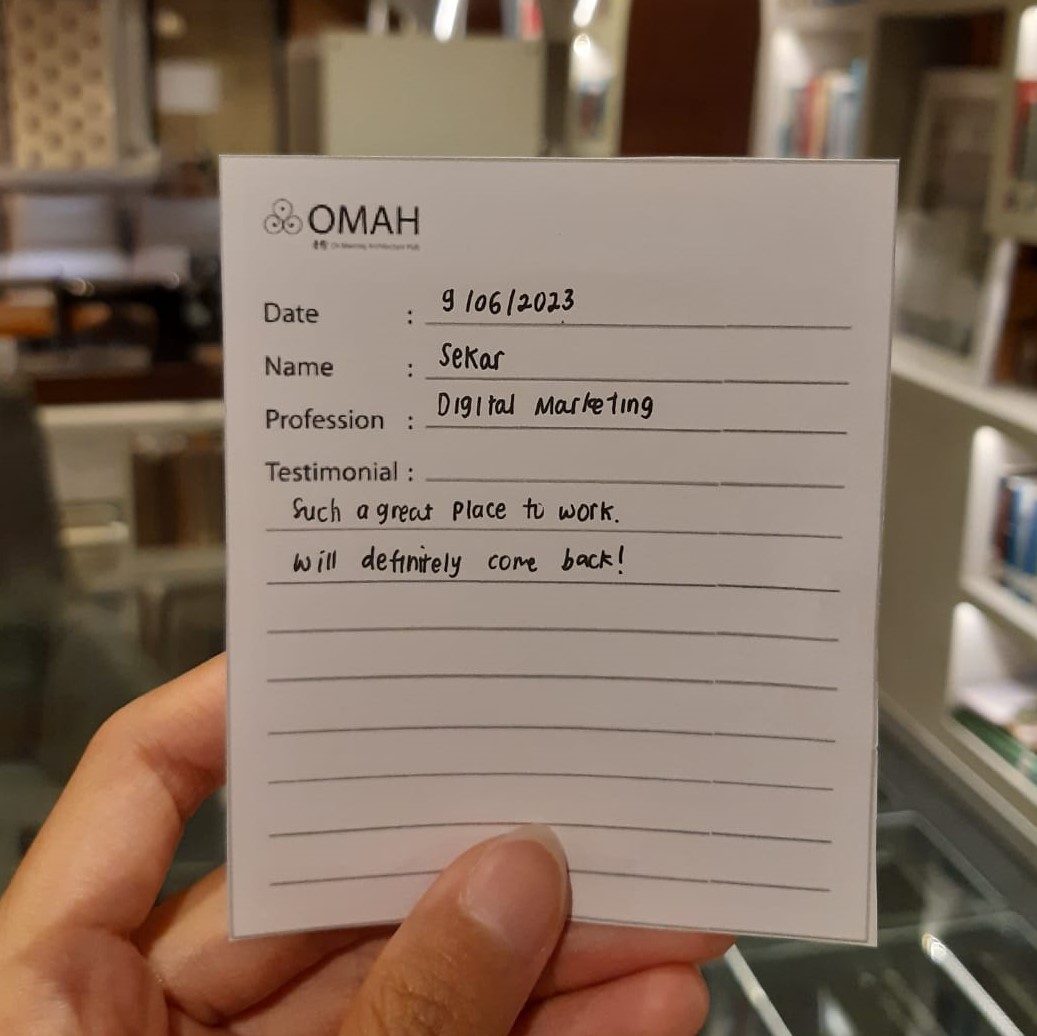 OMAH
Date : 9/06/2023
Name : Sekar
Profession : Digital Marketing
Testimonial :
Such a great place to work.
Will definitely come back!